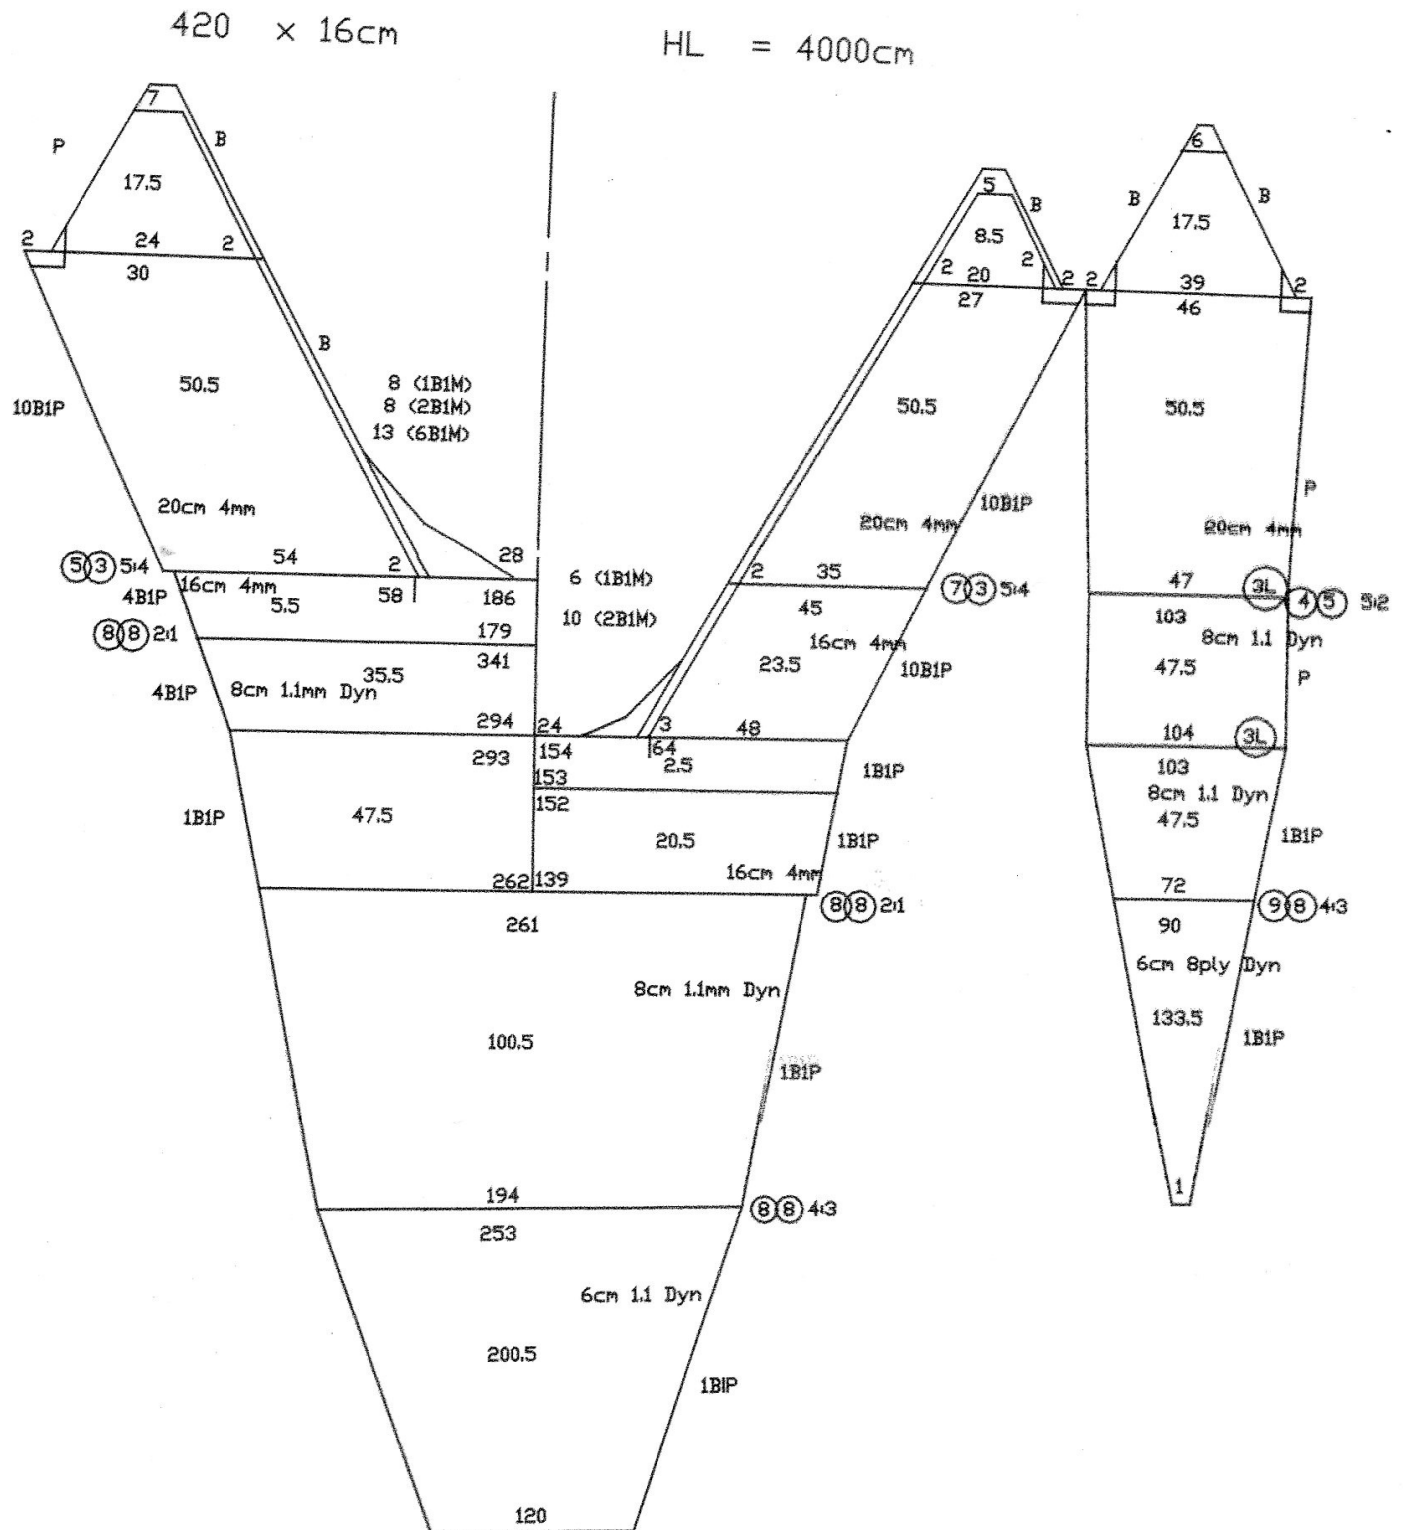 420 x 16cm
HL = 4000cm
7
P
B
17.5
2
24
2
30
B
50.5
10B1P
8 (1B1M)
8 (2B1M)
13 (6B1M)
20cm 4mm
5 3 5:4
54
2
28
16cm 4mm
4B1P
5.5
58
186
6 (1B1M)
10 (2B1M)
8 8 2:1
179
341
35.5
4B1P
8cm 1.1mm Dyn
294
24
293
154
153
152
1B1P
47.5
262
139
261
5
B
8.5
2
2
20
2
27
50.5
10B1P
20cm 4mm
2
35
7 3 5:4
45
16cm 4mm
23.5
10B1P
3
48
64
2.5
1B1P
20.5
1B1P
16cm 4mm
8 8 2:1
8cm 1.1mm Dyn
100.5
1B1P
194
8 8 4:3
253
6cm 1.1 Dyn
200.5
1B1P
120
6
B
B
17.5
2
39
2
46
50.5
P
20cm 4mm
47
3L
4 5 5:2
103
8cm 1.1 Dyn
47.5
P
104
3L
103
8cm 1.1 Dyn
47.5
1B1P
72
9 8 4:3
90
6cm 8ply Dyn
133.5
1B1P
1